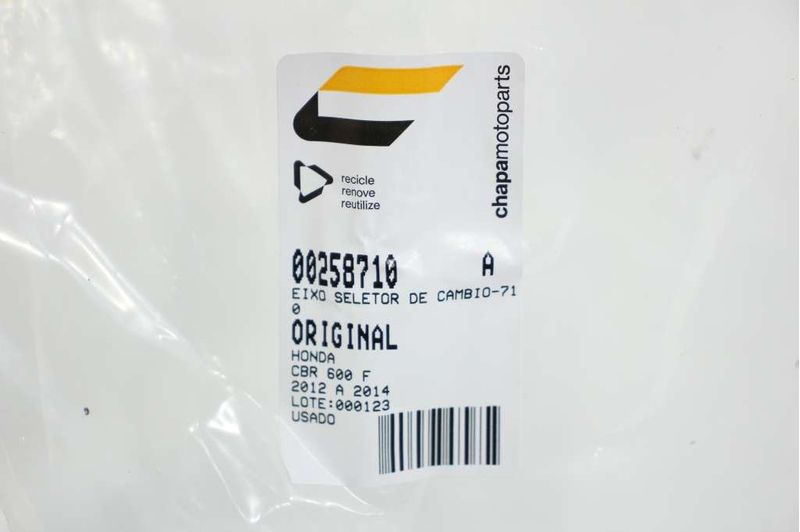 chapamotoparts
recicle
renove
reutilize
00258710 A
EIXO SELETOR DE CAMBIO-71
0
ORIGINAL
HONDA
CBR 600 F
2012 A 2014
LOTE:000123
USADO